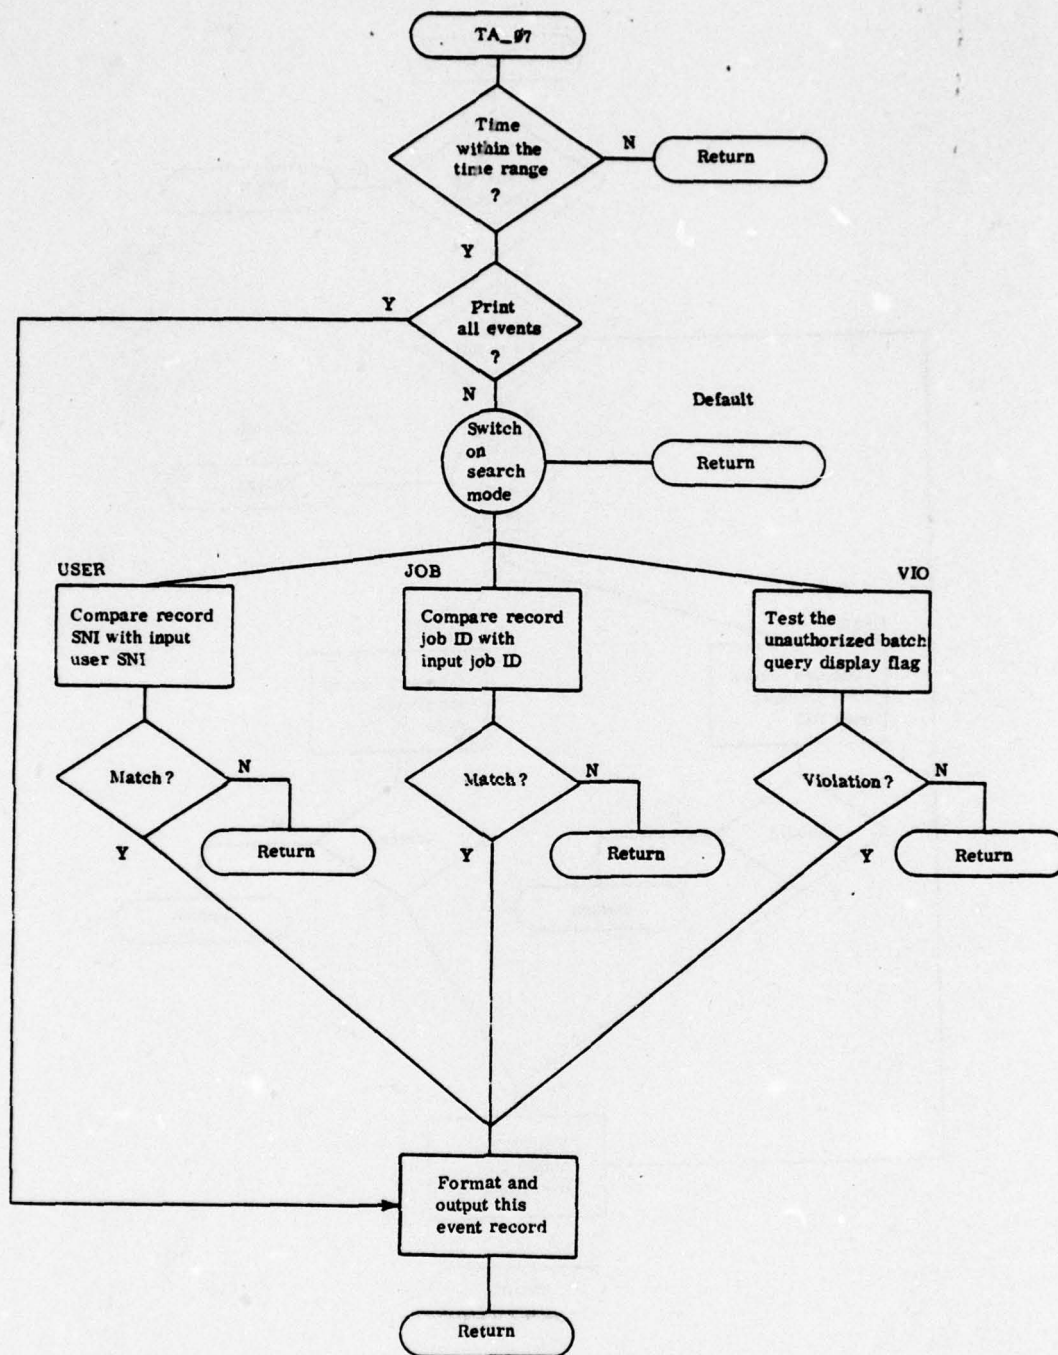 TA_07
Time
within the
time range
?
N
Return
Y
Y
Print
all events
?
N
Default
Switch
on
search
mode
Return
USER
JOB
VIO
Compare record
SNI with input
user SNI
Compare record
job ID with
input job ID
Test the
unauthorized batch
query display flag
Match?
N
Match?
N
Violation?
N
Y
Return
Y
Return
Y
Return
Format and
output this
event record
Return